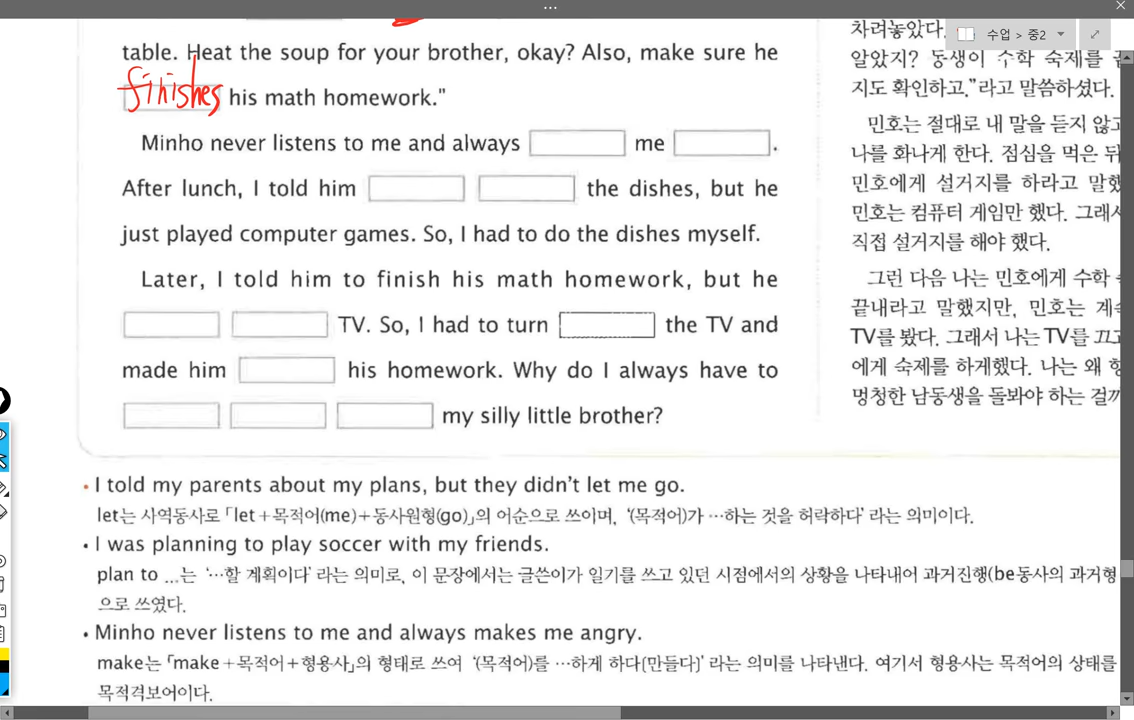 수업 > 중2
table. Heat the soup for your brother, okay? Also, make sure he
finishes his math homework."
Minho never listens to me and always me .
After lunch, I told him the dishes, but he
just played computer games. So, I had to do the dishes myself.
Later, I told him to finish his math homework, but he
TV. So, I had to turn the TV and
made him his homework. Why do I always have to
my silly little brother?
차려놓았다.
알았지? 동생이 수학 숙제를
지도 확인하고."라고 말씀하셨다.
민호는 절대로 내 말을 듣지 않고
나를 화나게 한다. 점심을 먹은 뒤
민호에게 설거지를 하라고 말했
민호는 컴퓨터 게임만 했다. 그래서
직접 설거지를 해야 했다.
그런 다음 나는 민호에게 수학
끝내라고 말했지만, 민호는 계속
TV를 봤다. 그래서 나는 TV를 끄고
에게 숙제를 하게했다. 나는 왜
멍청한 남동생을 돌봐야 하는 걸까
• I told my parents about my plans, but they didn't let me go.
let는 사역동사로 「let+목적어(me)+동사원형(go)」의 어순으로 쓰이며, '(목적어)가 …하는 것을 허락하다' 라는 의미이다.
• I was planning to play soccer with my friends.
plan to ...는 '…할 계획이다' 라는 의미로, 이 문장에서는 글쓴이가 일기를 쓰고 있던 시점에서의 상황을 나타내어 과거진행(be동사의 과거형
으로 쓰였다.
• Minho never listens to me and always makes me angry.
make는 「make+목적어+형용사」의 형태로 쓰여 '(목적어)를 …하게 하다(만들다)' 라는 의미를 나타낸다. 여기서 형용사는 목적어의 상태를
목적격보어이다.